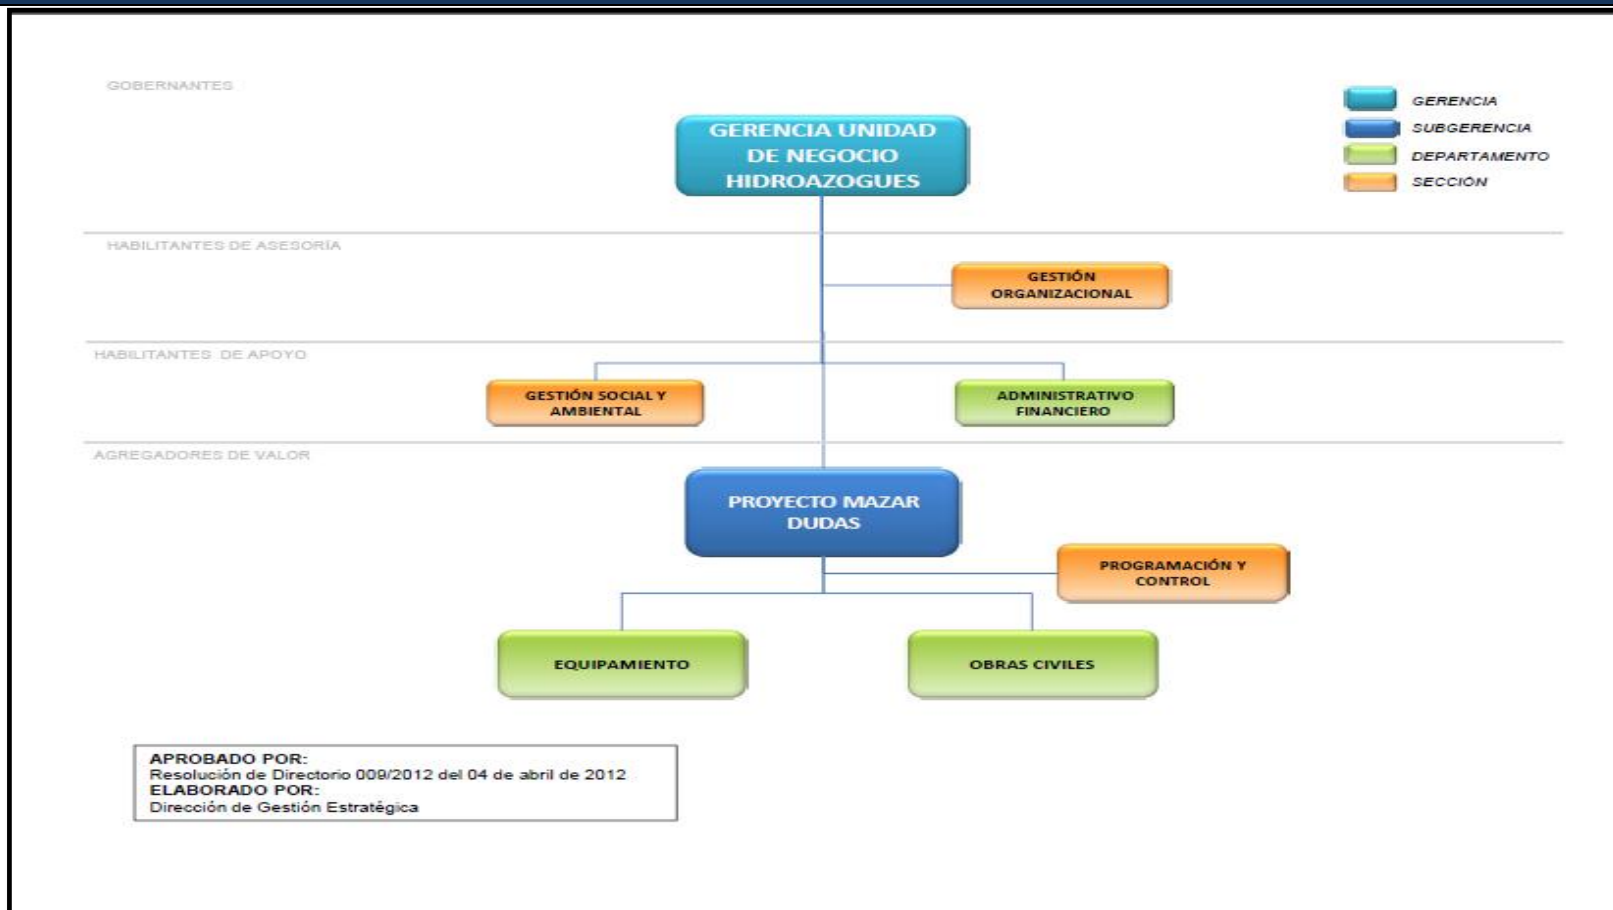 GOBERNANTES
GERENCIA
SUBGERENCIA
DEPARTAMENTO
SECCIÓN
GERENCIA UNIDAD
DE NEGOCIO
HIDROAZOGUES
HABILITANTES DE ASESORÍA
GESTIÓN
ORGANIZACIONAL
HABILITANTES DE APOYO
GESTIÓN SOCIAL Y
AMBIENTAL
ADMINISTRATIVO
FINANCIERO
AGREGADORES DE VALOR
PROYECTO MAZAR
DUDAS
PROGRAMACIÓN Y
CONTROL
EQUIPAMIENTO
OBRAS CIVILES
APROBADO POR:
Resolución de Directorio 009/2012 del 04 de abril de 2012
ELABORADO POR:
Dirección de Gestión Estratégica